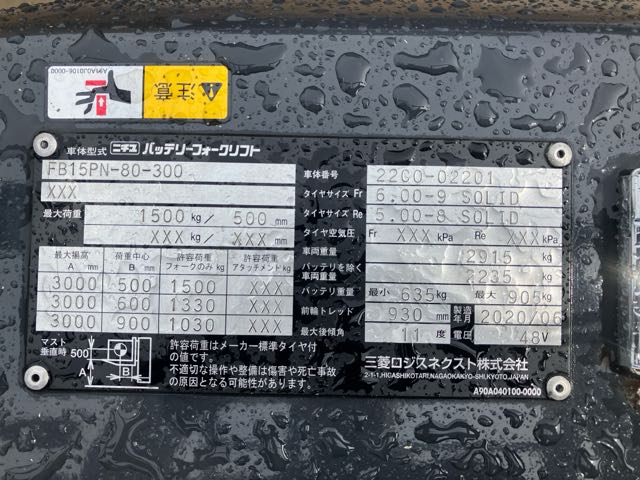 A91A0J0106-0000
注意
車体型式 ニチユ バッテリーフォークリフト
FB15PN-80-300
XXX
最大荷重 1500 kg/ 500 mm
XXX kg/ XXX mm
最大揚高 A mm 荷重中心 B mm 許容荷重 フォークのみ kg 許容荷重 アタッチメント kg
3000 500 1500 XXX
3000 600 1330 XXX
3000 900 1030 XXX
マスト垂直時 500 A B
許容荷重はメーカー標準タイヤ付
の値です。
不適切な操作や整備は傷害や死亡事故
の原因となる可能性があります。
車体番号 22G0-02201
タイヤサイズ Fr 6.00-9 SOLID
タイヤサイズ Re 5.00-8 SOLID
タイヤ空気圧 Fr XXX kPa Re XX kPa
車両重量 2915 kg
バッテリを除く車両重量 2235 kg
バッテリ重量 最小 635 kg 最大 905 kg
前輪トレッド 930 mm 製造年月 2020/06
最大後傾角 11 度 電圧 48V
三菱ロジスネクスト株式会社
2-1-1,HIGASHIKOTARI,NAGAOKAKYO-SHI,KYOTO,JAPAN
A90A040100-0000